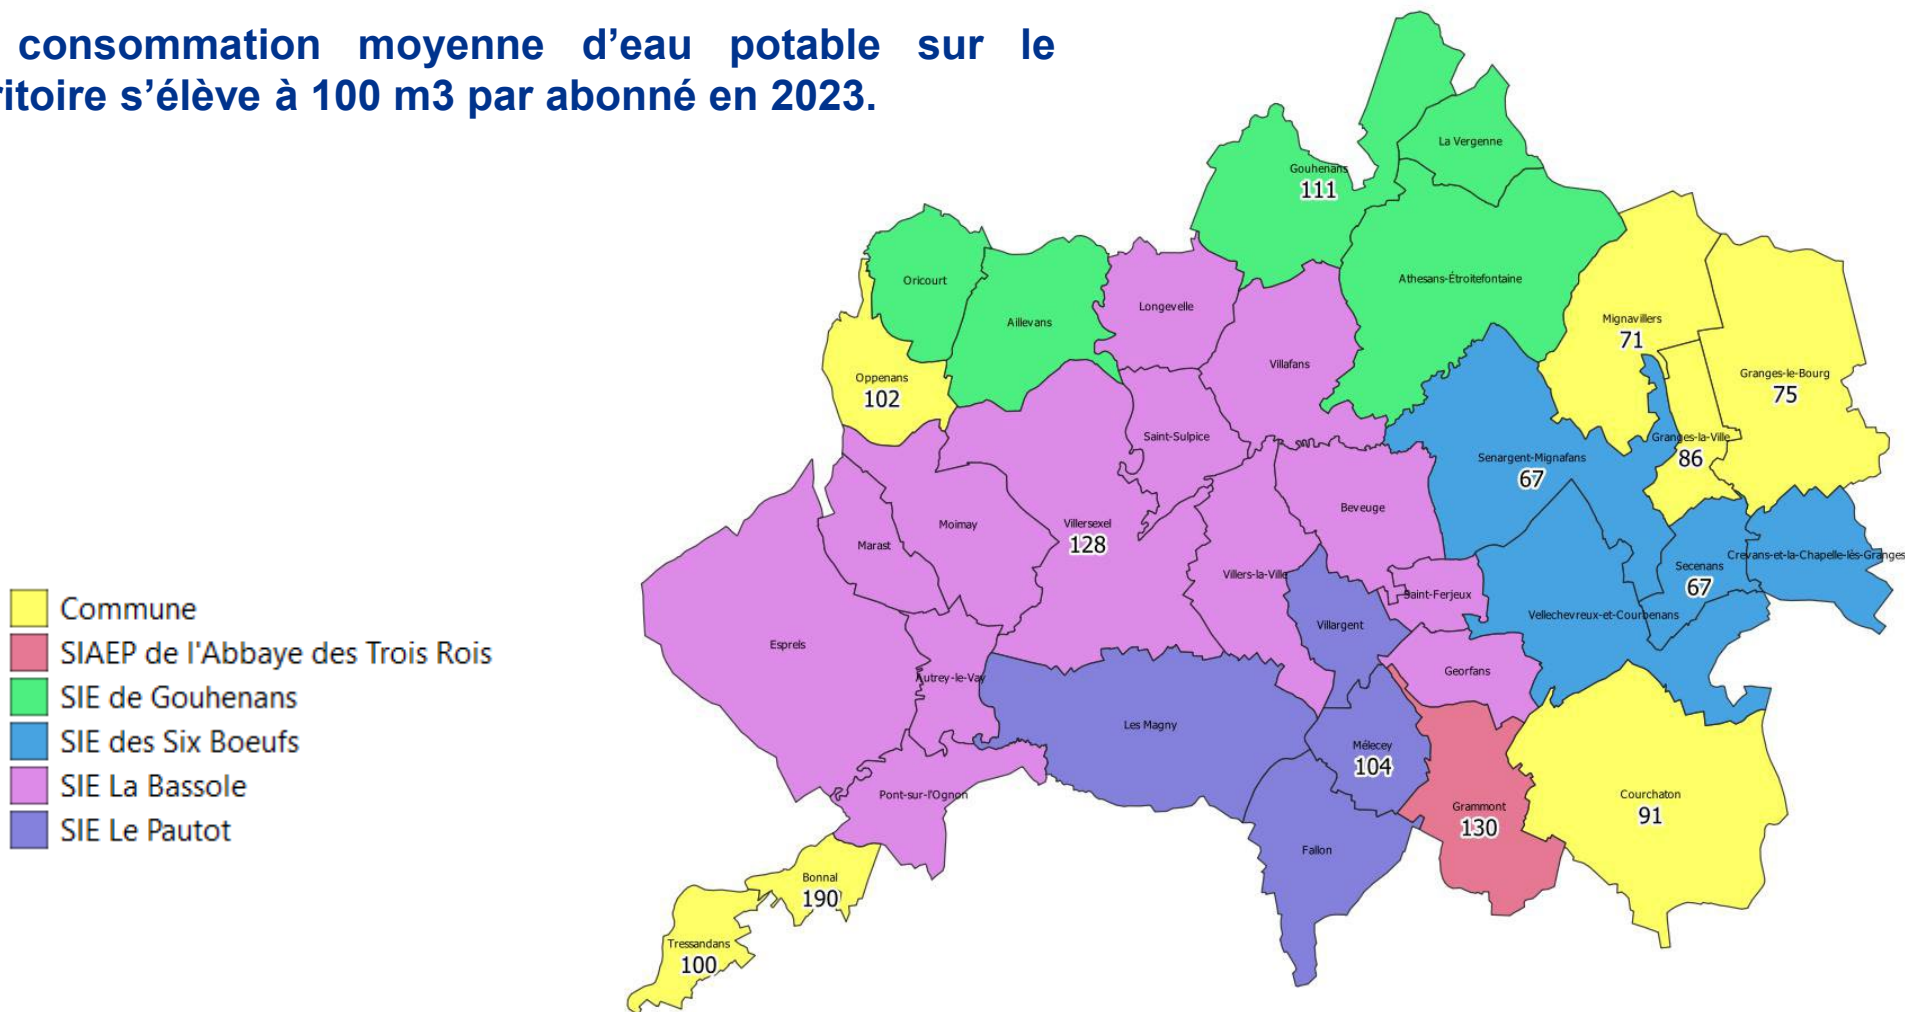 consommation moyenne d’eau potable sur le
ritoire s’élève à 100 m3 par abonné en 2023.
La Vergenne
Gouhenans
111
Oricourt
Athesans-Étroitefontaine
Longevelle
Aillevans
Mignavillers
71
Villafans
Granges-le-Bourg
75
Oppenans
102
Saint-Sulpice
Granges-la-Ville
86
Senargent-Mignafans
67
Beveuge
Moimay
Villersexel
128
Marast
Crevans-et-la-Chapelle-lès-Granges
Secenans
67
Villers-la-Ville
Saint-Ferjeux
Vellechevreux-et-Courbenans
Villargent
Esprels
Georfans
Autrey-le-Vay
Les Magny
Mélecey
104
Pont-sur-l'Ognon
Courchaton
91
Grammont
130
Fallon
Bonnal
190
Tressandans
100
Commune
SIAEP de l'Abbaye des Trois Rois
SIE de Gouhenans
SIE des Six Boeufs
SIE La Bassole
SIE Le Pautot